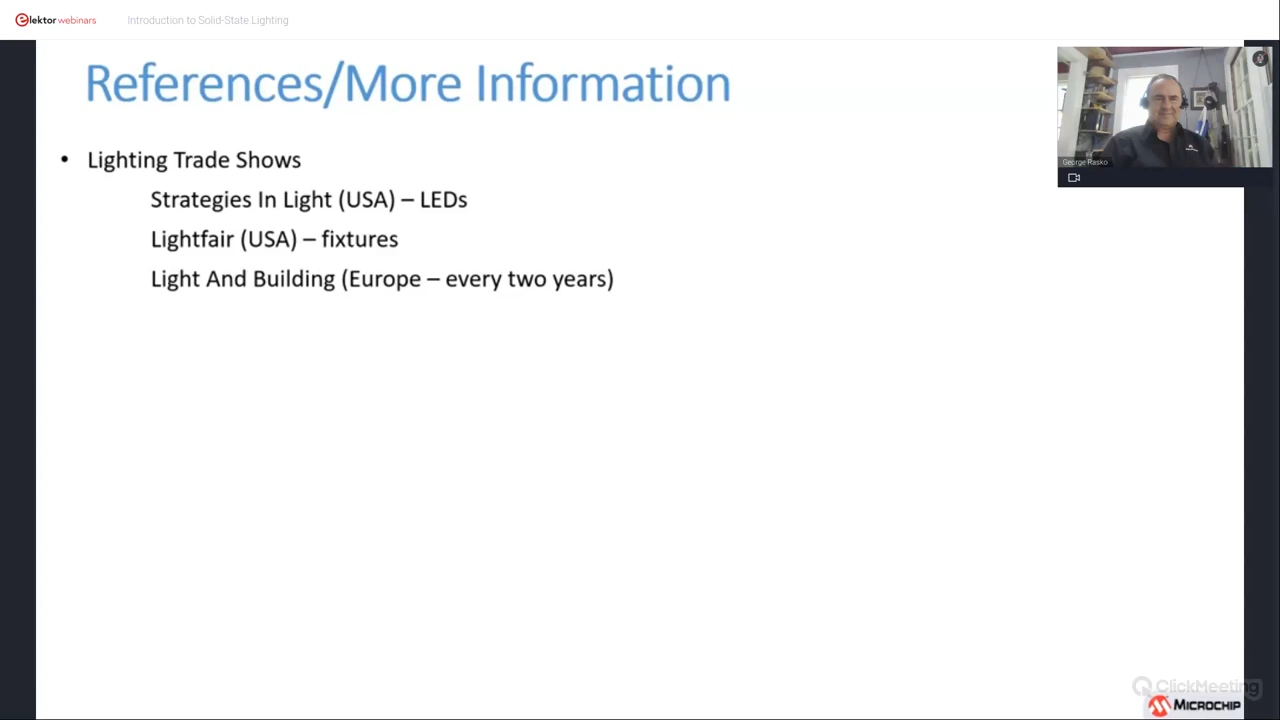 elektor webinars
Introduction to Solid-State Lighting
References/More Information
• Lighting Trade Shows
Strategies In Light (USA) – LEDs
Lightfair (USA) – fixtures
Light And Building (Europe – every two years)
George Rasko
ClickMeeting
MICROCHIP